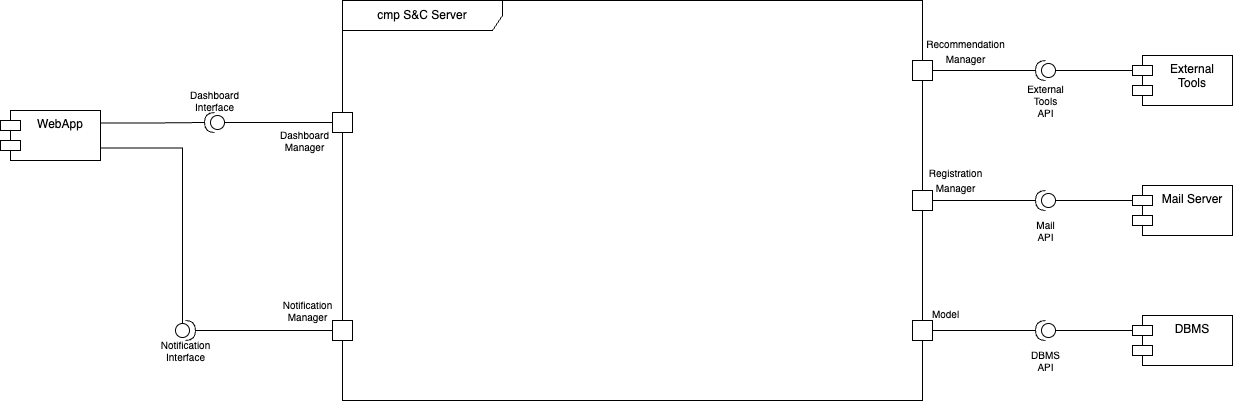 cmp S&C Server
Recommendation
Manager
External
Tools
External
Tools
API
Dashboard
Interface
WebApp
Dashboard
Manager
Registration
Manager
Mail Server
Mail
API
Notification
Manager
Model
DBMS
Notification
Interface
DBMS
API